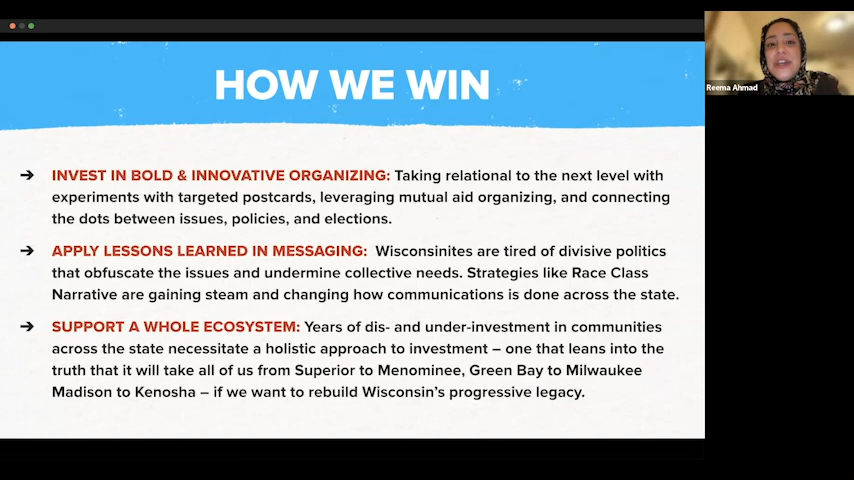 HOW WE WIN
Reema Ahmad
➔ INVEST IN BOLD & INNOVATIVE ORGANIZING: Taking relational to the next level with
experiments with targeted postcards, leveraging mutual aid organizing, and connecting
the dots between issues, policies, and elections.
➔ APPLY LESSONS LEARNED IN MESSAGING: Wisconsinites are tired of divisive politics
that obfuscate the issues and undermine collective needs. Strategies like Race Class
Narrative are gaining steam and changing how communications is done across the state.
➔ SUPPORT A WHOLE ECOSYSTEM: Years of dis- and under-investment in communities
across the state necessitate a holistic approach to investment – one that leans into the
truth that it will take all of us from Superior to Menominee, Green Bay to Milwaukee
Madison to Kenosha – if we want to rebuild Wisconsin’s progressive legacy.